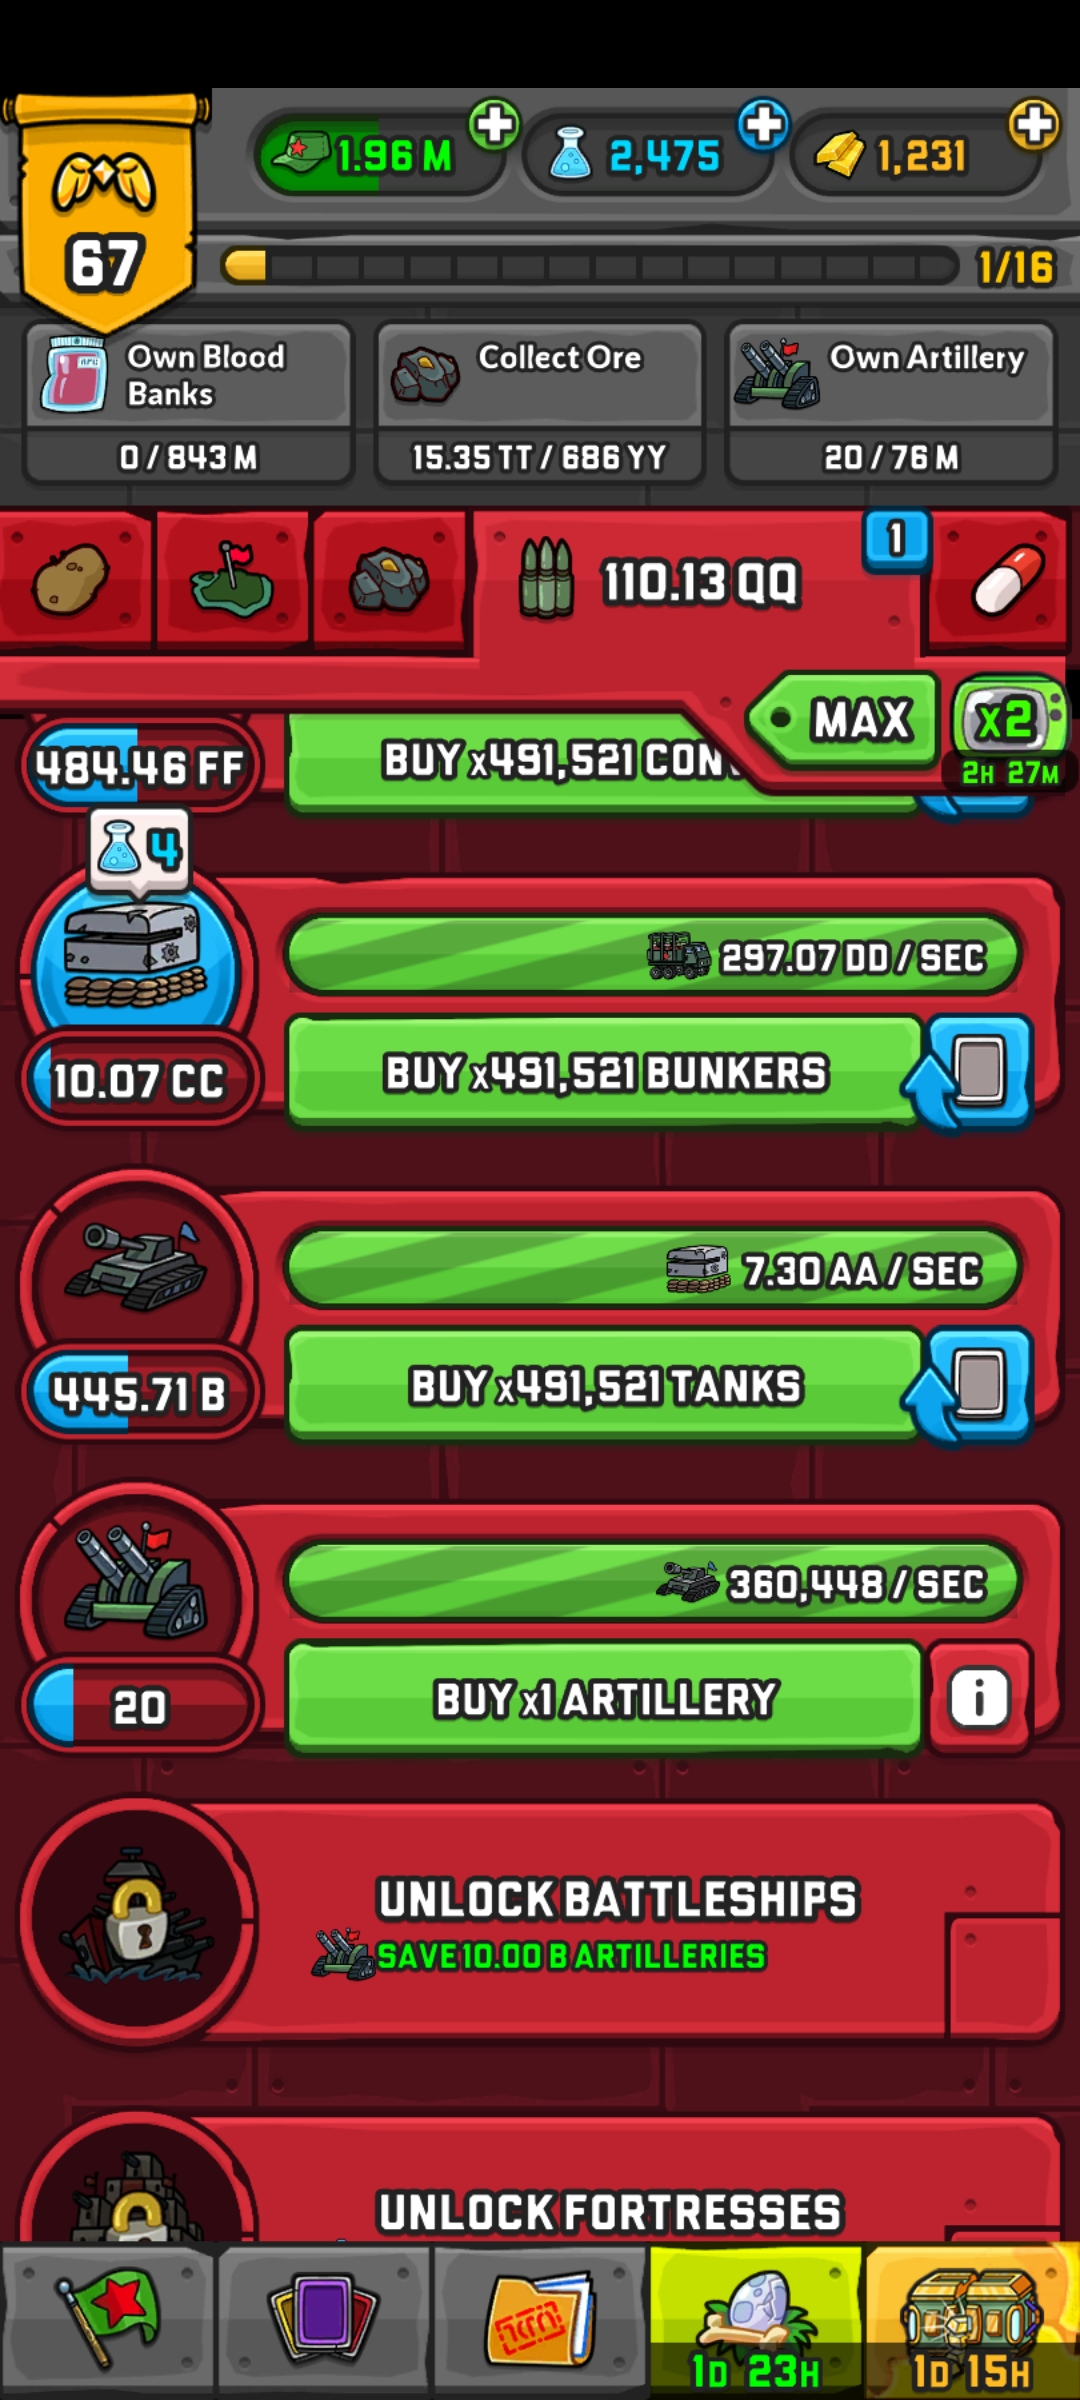 1.96 M
2,475
1,231
67
1/16
Own Blood
Banks
0 / 843 M
Collect Ore
15.35 TT / 686 YY
Own Artillery
20 / 76 M
110.13 QQ
1
MAX
x2
2H 27M
484.46 FF
BUY x491,521 CON
4
297.07 DD / SEC
10.07 CC
BUY x491,521 BUNKERS
7.30 AA / SEC
445.71 B
BUY x491,521 TANKS
360,448 / SEC
20
BUY x1 ARTILLERY
i
UNLOCK BATTLESHIPS
SAVE 10.00 B ARTILLERIES
UNLOCK FORTRESSES
1D 23H
1D 15H